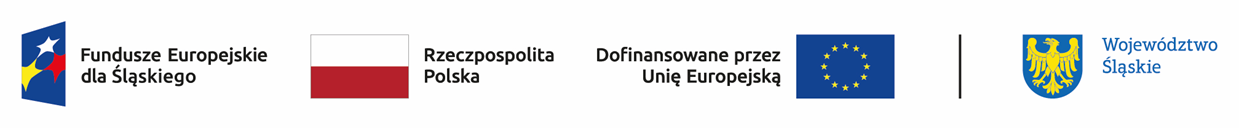 Fundusze Europejskie
dla Śląskiego
Rzeczpospolita
Polska
Dofinansowane przez
Unię Europejską
Województwo
Śląskie